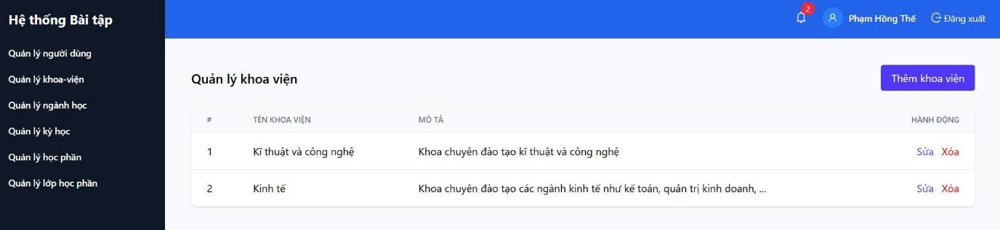 Hệ thống Bài tập
2
Phạm Hồng Thế
Đăng xuất
Quản lý người dùng
Quản lý khoa-viện
Quản lý ngành học
Quản lý kỳ học
Quản lý học phần
Quản lý lớp học phần
Quản lý khoa viện
Thêm khoa viện
# TÊN KHOA VIỆN MÔ TẢ HÀNH ĐỘNG
1 Kĩ thuật và công nghệ Khoa chuyên đào tạo kĩ thuật và công nghệ Sửa Xóa
2 Kinh tế Khoa chuyên đào tạo các ngành kinh tế như kế toán, quản trị kinh doanh, ... Sửa Xóa